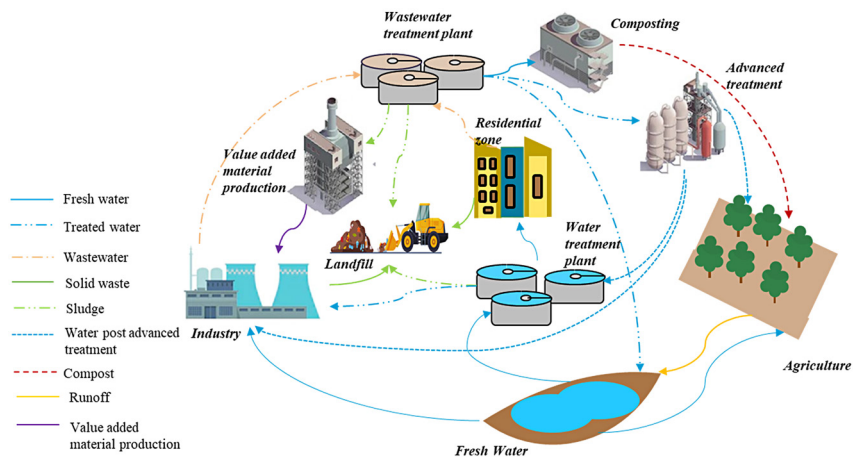 Wastewater
treatment plant
Composting
Advanced
treatment
Residential
zone
Value added
material
production
Fresh water
Treated water
Wastewater
Solid waste
Sludge
Water post advanced
treatment
Compost
Runoff
Value added
material production
Landfill
Water
treatment
plant
Industry
Agriculture
Fresh Water